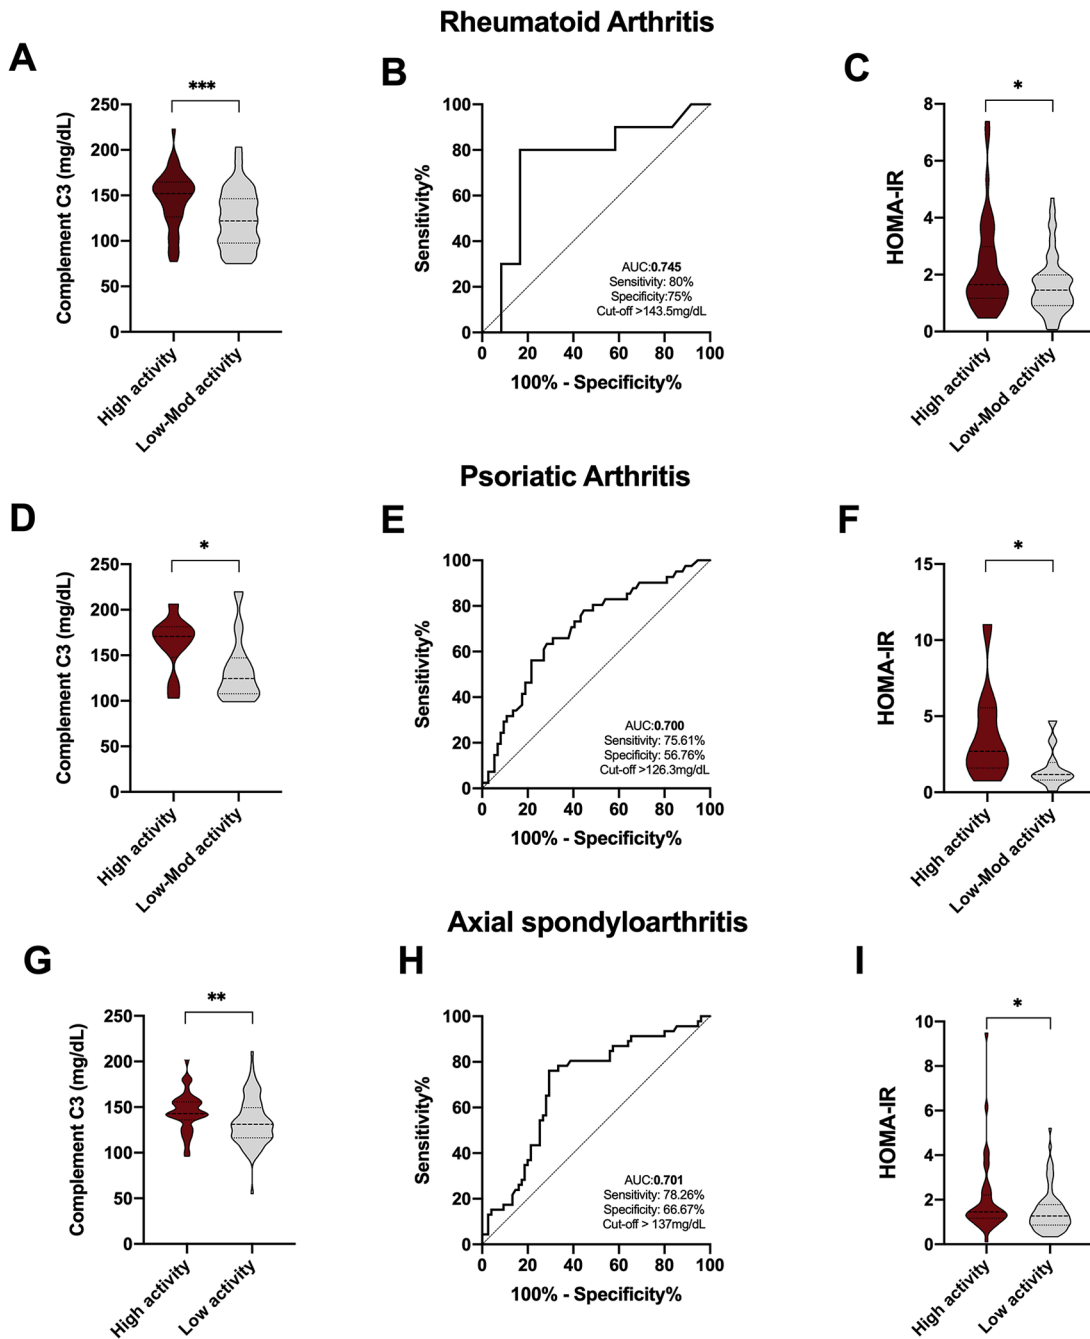 Rheumatoid Arthritis
A
Complement C3 (mg/dL)
250
200
150
100
50
0
***
High activity
Low-Mod activity
B
Sensitivity%
100
80
60
40
20
0
AUC:0.745
Sensitivity: 80%
Specificity:75%
Cut-off >143.5mg/dL
0 20 40 60 80 100
100% - Specificity%
C
HOMA-IR
8
6
4
2
0
*
High activity
Low-Mod activity
Psoriatic Arthritis
D
Complement C3 (mg/dL)
250
200
150
100
50
0
*
High activity
Low-Mod activity
E
Sensitivity%
100
80
60
40
20
0
AUC:0.700
Sensitivity: 75.61%
Specificity: 56.76%
Cut-off >126.3mg/dL
0 20 40 60 80 100
100% - Specificity%
F
HOMA-IR
15
10
5
0
*
High activity
Low-Mod activity
Axial spondyloarthritis
G
Complement C3 (mg/dL)
250
200
150
100
50
0
**
High activity
Low activity
H
Sensitivity%
100
80
60
40
20
0
AUC:0.701
Sensitivity: 78.26%
Specificity: 66.67%
Cut-off > 137mg/dL
0 20 40 60 80 100
100% - Specificity%
I
HOMA-IR
10
8
6
4
2
0
*
High activity
Low activity